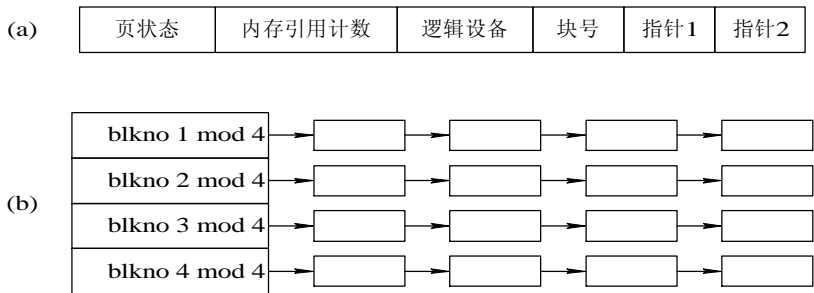 (a) 页状态 内存引用计数 逻辑设备 块号 指针1 指针2
blkno 1 mod 4
blkno 2 mod 4
(b)
blkno 3 mod 4
blkno 4 mod 4